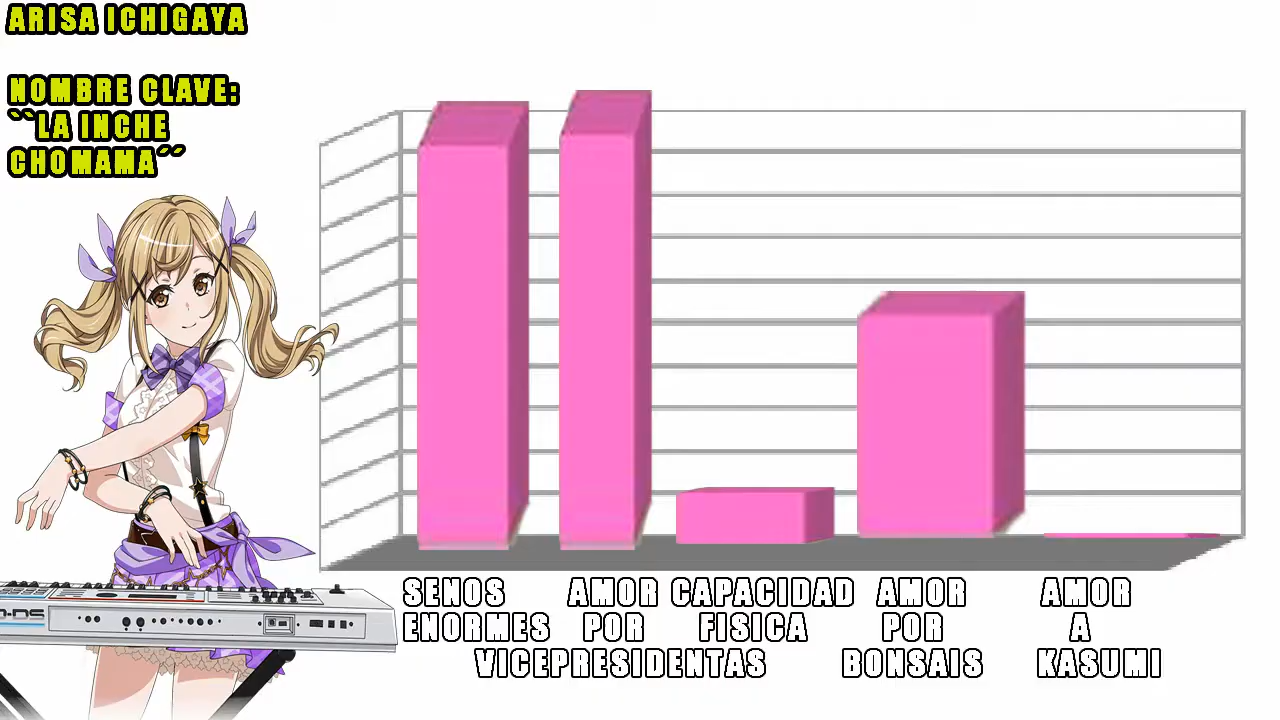 ARISA ICHIGAYA
NOMBRE CLAVE:
``LA INCHE
CHOMAMA´´
SENOS ENORMES
AMOR POR VICEPRESIDENTAS
CAPACIDAD FISICA
AMOR POR BONSAIS
AMOR A KASUMI